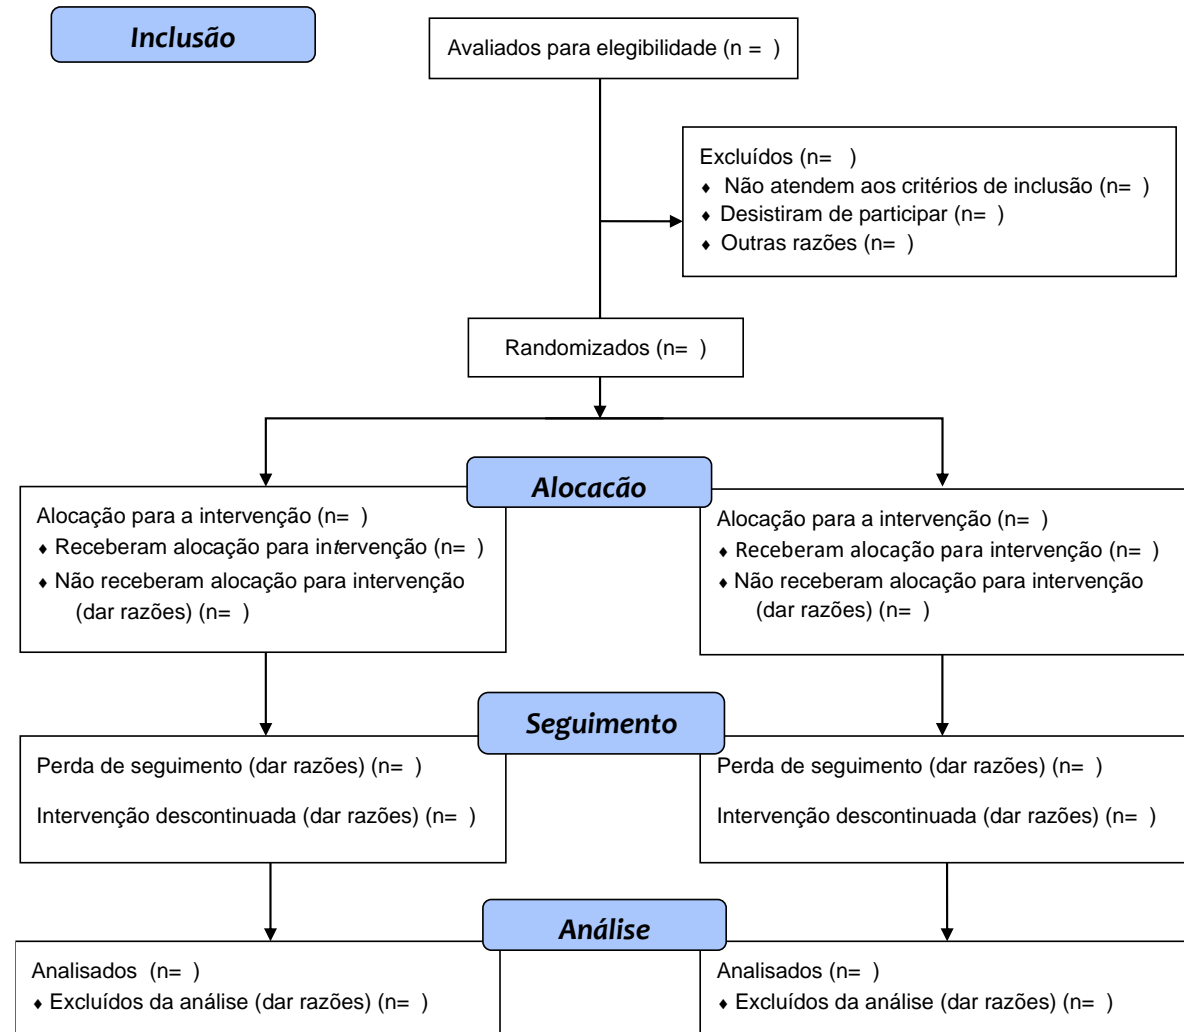 Inclusão
Avaliados para elegibilidade (n = )
Excluídos (n= )
♦ Não atendem aos critérios de inclusão (n= )
♦ Desistiram de participar (n= )
♦ Outras razões (n= )
Randomizados (n= )
Alocacão
Alocação para a intervenção (n= )
♦ Receberam alocação para intervenção (n= )
♦ Não receberam alocação para intervenção
(dar razões) (n= )
Alocação para a intervenção (n= )
♦ Receberam alocação para intervenção (n= )
♦ Não receberam alocação para intervenção
(dar razões) (n= )
Seguimento
Perda de seguimento (dar razões) (n= )
Intervenção descontinuada (dar razões) (n= )
Perda de seguimento (dar razões) (n= )
Intervenção descontinuada (dar razões) (n= )
Análise
Analisados (n= )
♦ Excluídos da análise (dar razões) (n= )
Analisados (n= )
♦ Excluídos da análise (dar razões) (n= )